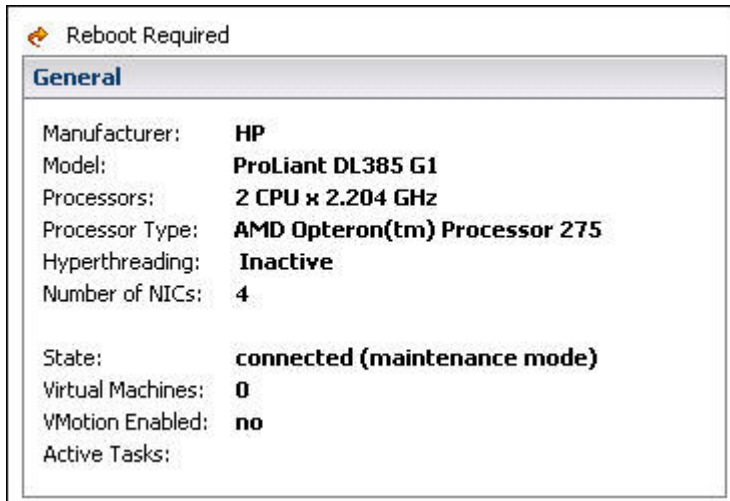 Reboot Required
General
Manufacturer: HP
Model: ProLiant DL385 G1
Processors: 2 CPU x 2.204 GHz
Processor Type: AMD Opteron(tm) Processor 275
Hyperthreading: Inactive
Number of NICs: 4
State: connected (maintenance mode)
Virtual Machines: 0
VMotion Enabled: no
Active Tasks: